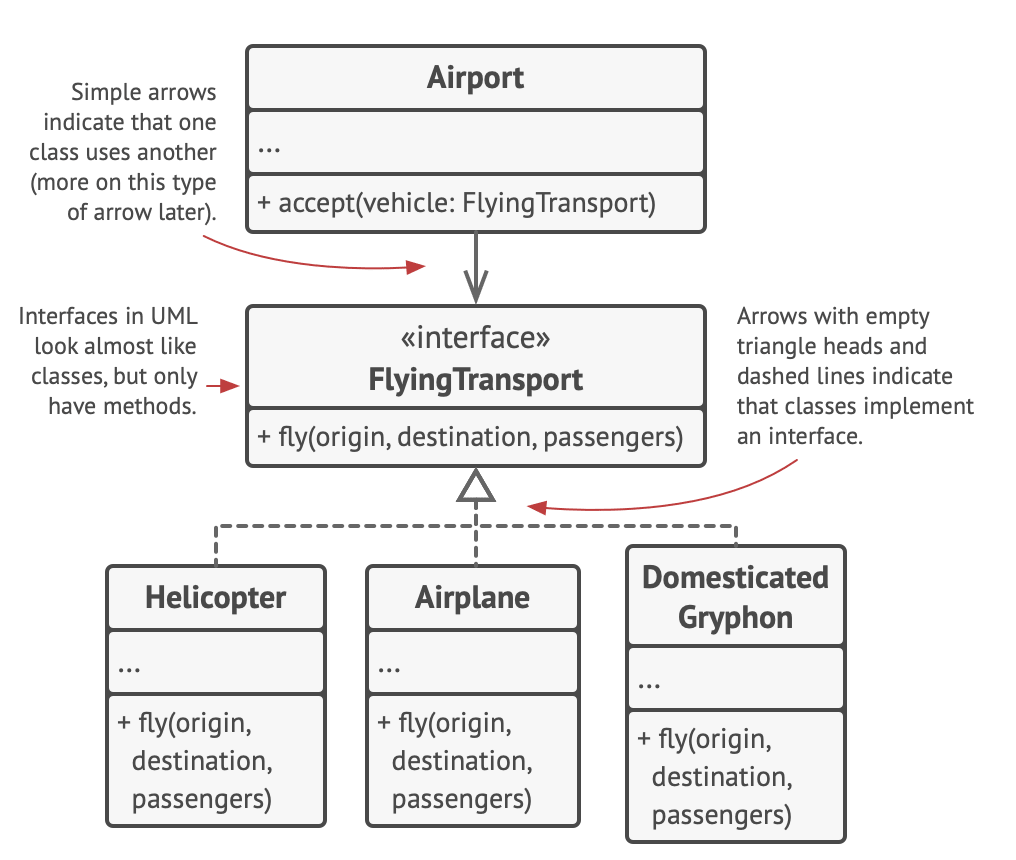 Airport
...
+ accept(vehicle: FlyingTransport)
Simple arrows
indicate that one
class uses another
(more on this type
of arrow later).
Interfaces in UML
look almost like
classes, but only
have methods.
«interface»
FlyingTransport
+ fly(origin, destination, passengers)
Arrows with empty
triangle heads and
dashed lines indicate
that classes implement
an interface.
Helicopter
...
+ fly(origin,
destination,
passengers)
Airplane
...
+ fly(origin,
destination,
passengers)
Domesticated
Gryphon
...
+ fly(origin,
destination,
passengers)